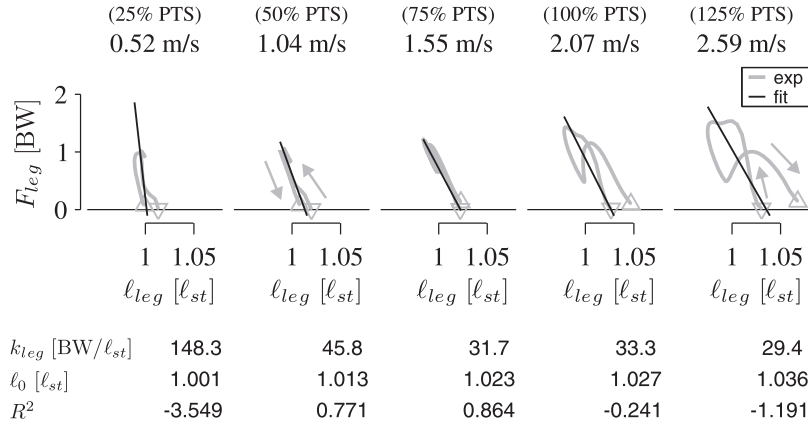 (25% PTS) (50% PTS) (75% PTS) (100% PTS) (125% PTS)
0.52 m/s 1.04 m/s 1.55 m/s 2.07 m/s 2.59 m/s
exp
fit
2
1
0
F_leg [BW]
1 1.05 1 1.05 1 1.05 1 1.05 1 1.05
ℓ_leg [ℓ_st] ℓ_leg [ℓ_st] ℓ_leg [ℓ_st] ℓ_leg [ℓ_st] ℓ_leg [ℓ_st]
k_leg [BW/ℓ_st] 148.3 45.8 31.7 33.3 29.4
ℓ_0 [ℓ_st] 1.001 1.013 1.023 1.027 1.036
R² -3.549 0.771 0.864 -0.241 -1.191